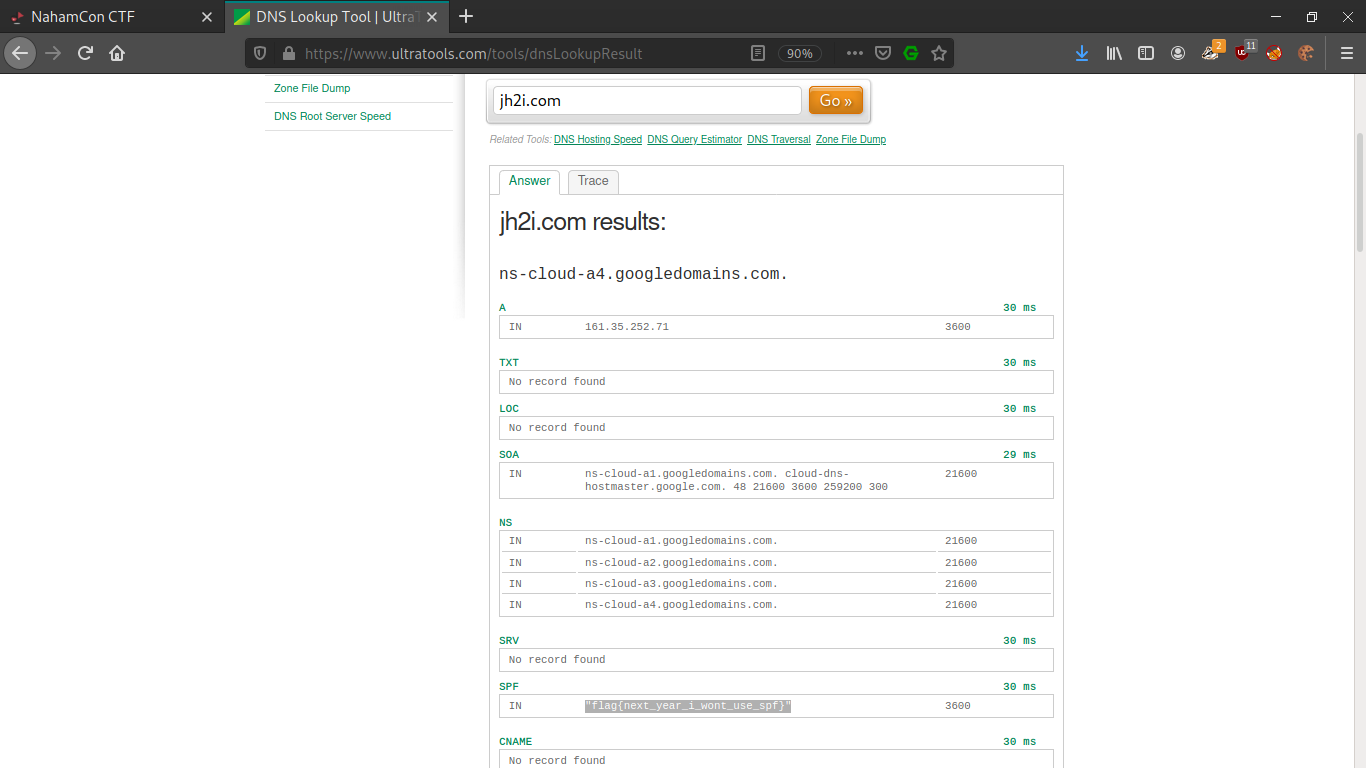 NahamCon CTF
DNS Lookup Tool | UltraT
https://www.ultratools.com/tools/dnsLookupResult
90%
2
11
Zone File Dump
DNS Root Server Speed
jh2i.com
Go »
Related Tools: DNS Hosting Speed DNS Query Estimator DNS Traversal Zone File Dump
Answer Trace
jh2i.com results:
ns-cloud-a4.googledomains.com.
A 30 ms
IN 161.35.252.71 3600
TXT 30 ms
No record found
LOC 30 ms
No record found
SOA 29 ms
IN ns-cloud-a1.googledomains.com. cloud-dns- 21600
hostmaster.google.com. 48 21600 3600 259200 300
NS
IN ns-cloud-a1.googledomains.com. 21600
IN ns-cloud-a2.googledomains.com. 21600
IN ns-cloud-a3.googledomains.com. 21600
IN ns-cloud-a4.googledomains.com. 21600
SRV 30 ms
No record found
SPF 30 ms
IN "flag{next_year_i_wont_use_spf}" 3600
CNAME 30 ms
No record found